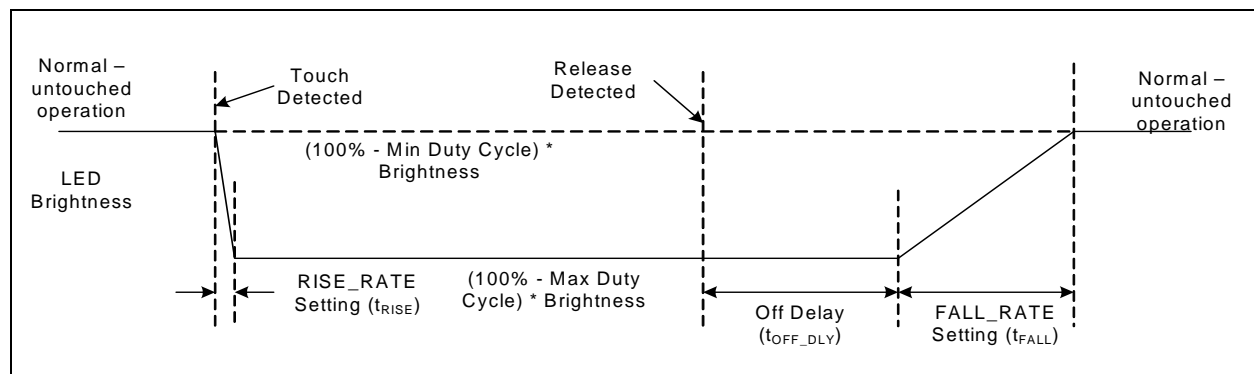 Normal –
untouched
operation
Touch
Detected
Release
Detected
Normal –
untouched
operation
(100% - Min Duty Cycle) *
Brightness
LED
Brightness
RISE_RATE
Setting (tRISE)
(100% - Max Duty
Cycle) * Brightness
Off Delay
(tOFF_DLY)
FALL_RATE
Setting (tFALL)